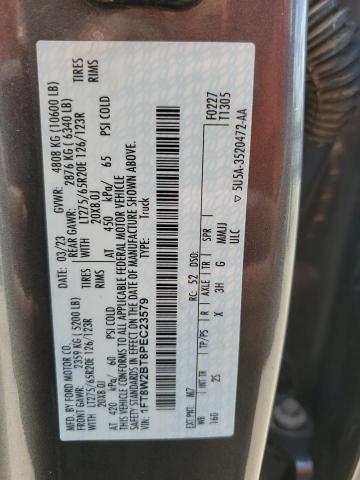 MFD. BY FORD MOTOR CO.
03/23 GVWR: 4808 KG (10600 LB)
FRONT GAWR: 2359 KG (5200 LB) REAR GAWR: 2876 KG (6340 LB)
WITH LT275/65R20E 126/123R TIRES WITH LT275/65R20E 126/123R TIRES
20X8.0J RIMS 20X8.0J RIMS
AT 420 kPa/ 60 PSI COLD AT 450 kPa/ 65 PSI COLD
THIS VEHICLE CONFORMS TO ALL APPLICABLE FEDERAL MOTOR VEHICLE
SAFETY STANDARDS IN EFFECT ON THE DATE OF MANUFACTURE SHOWN ABOVE.
VIN: 1FT8W2BT8PEC23579
TYPE: Truck
F0227
T1305
EXT PNT: M7 RC: 52 DSO:
WB INT TR TP/PS R AXLE TR SPR
160 25 X 3H G MMAU
ULC
▽ 5U5A-3520472-AA